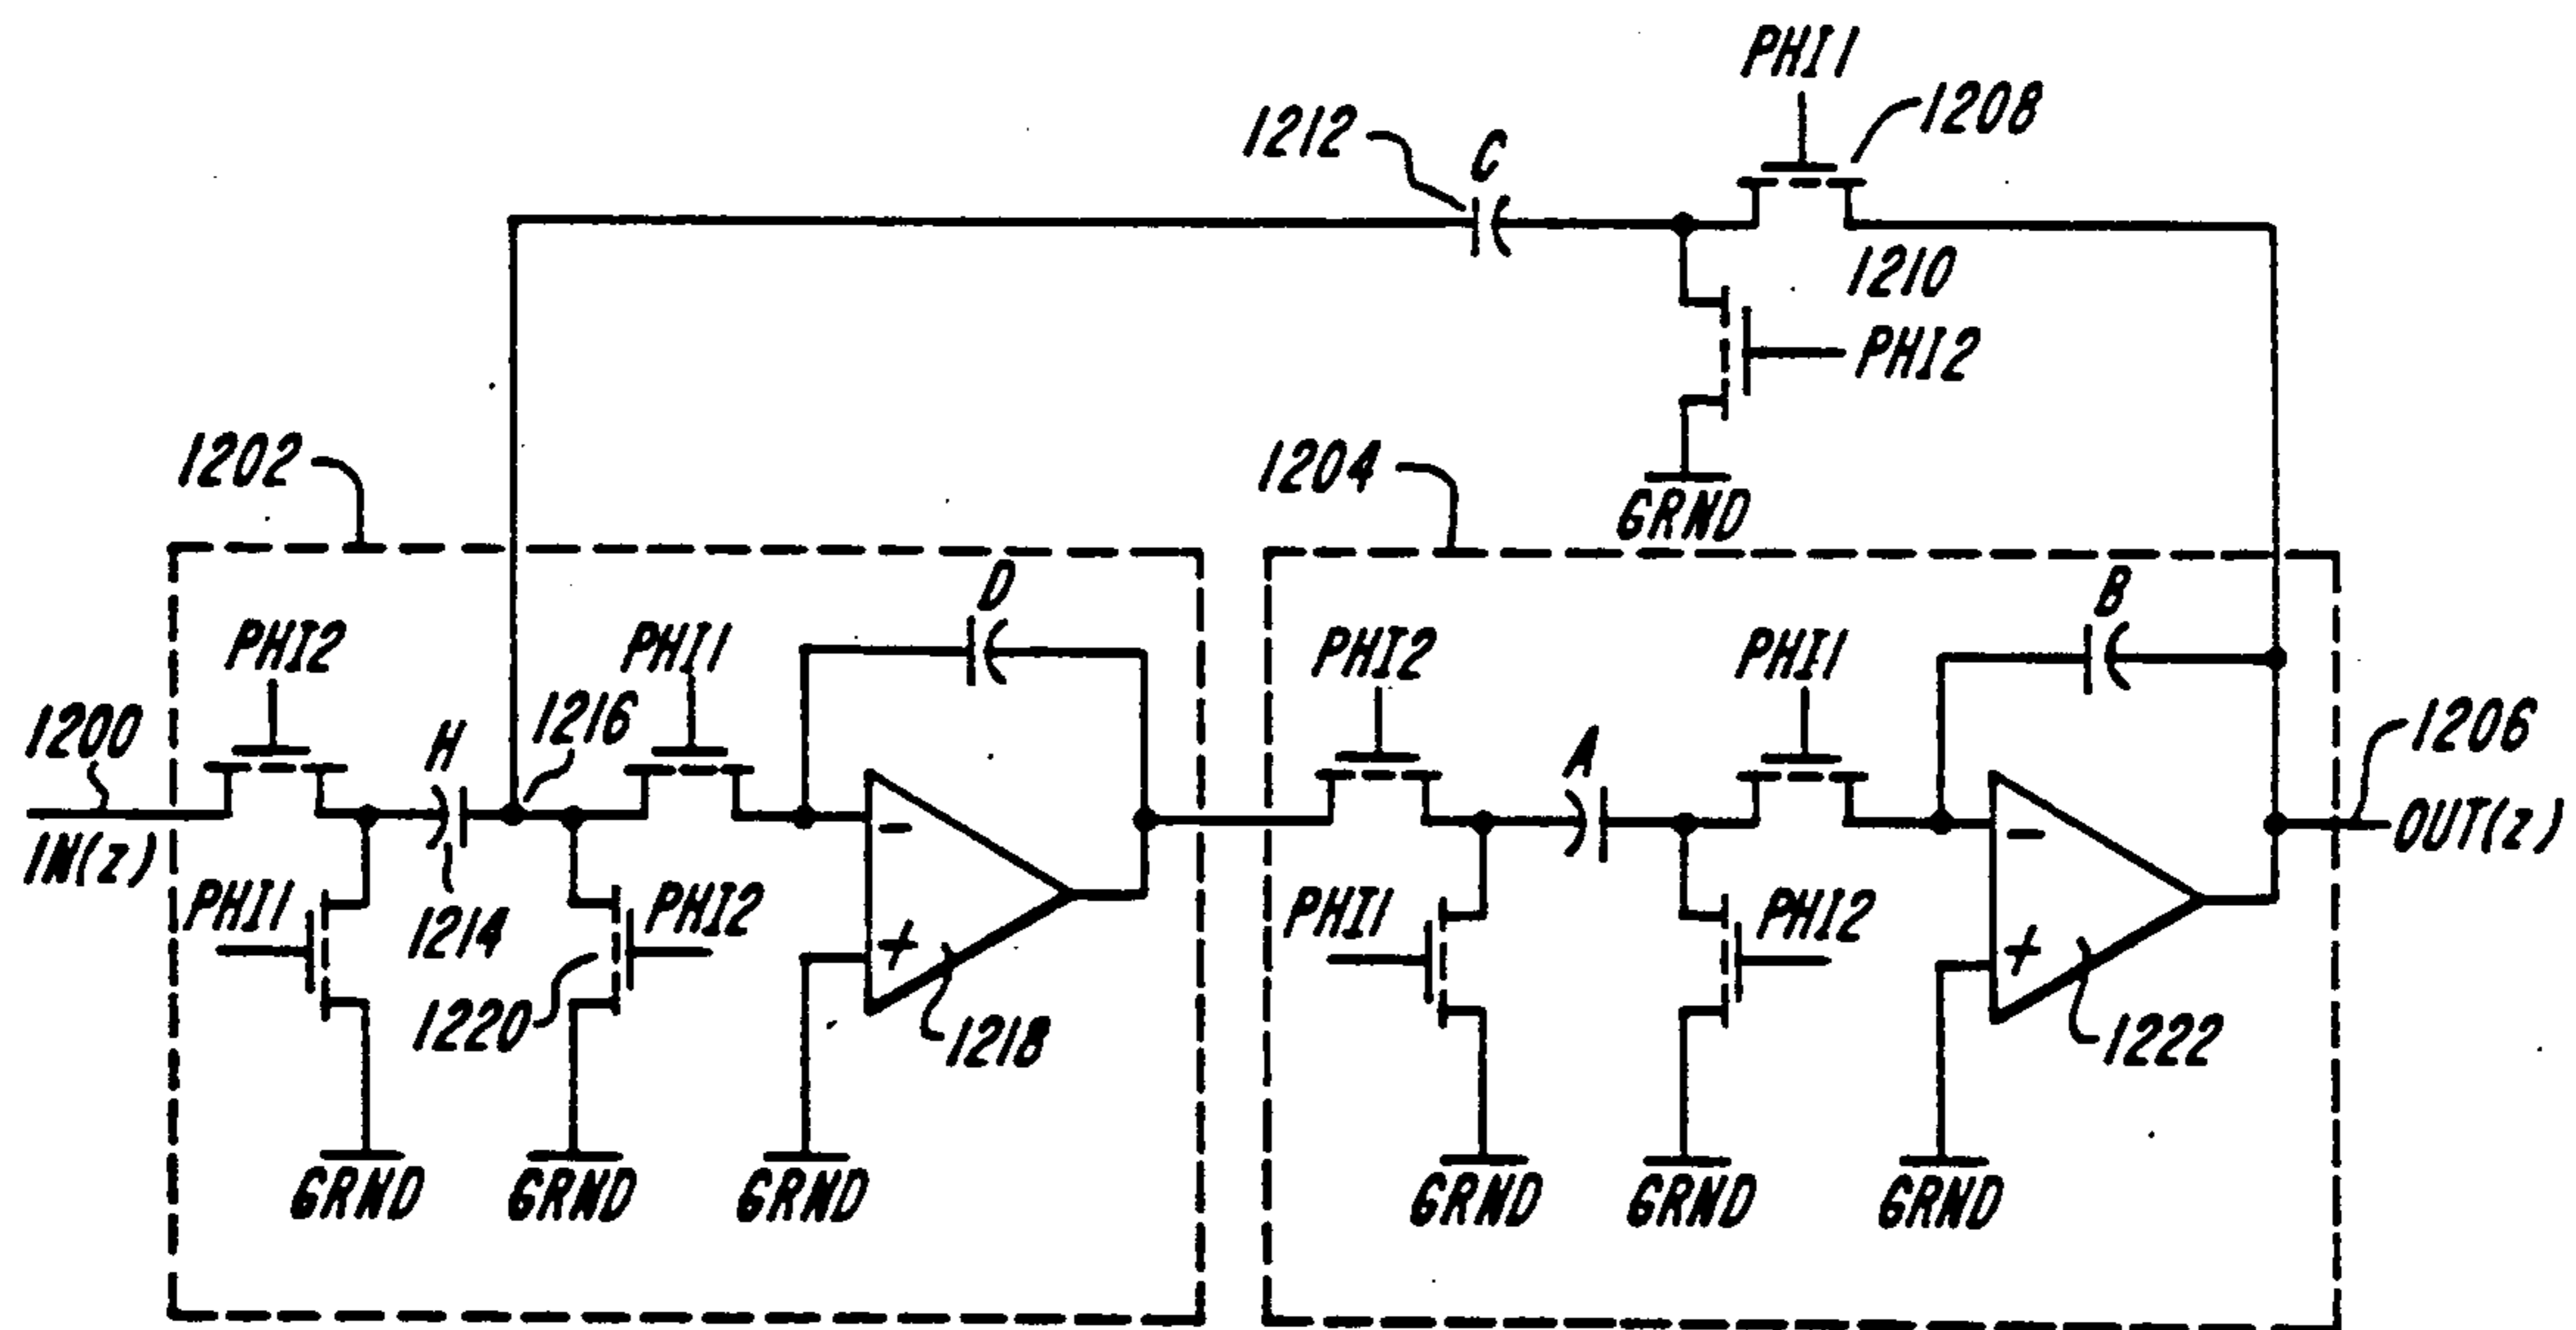 PHI1
1208
1212
C
1210
PHI2
GRND
1202
1204
D
B
PHI2
PHI1
PHI2
PHI1
1200
H
1216
A
1206
IN(z)
OUT(z)
-
-
PHI1
1214
PHI2
PHI1
PHI2
+
+
1220
1218
1222
GRND
GRND
GRND
GRND
GRND
GRND